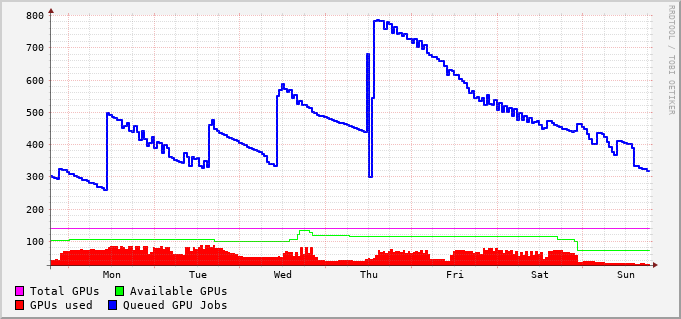 800
700
600
500
400
300
200
100
Mon Tue Wed Thu Fri Sat Sun
Total GPUs Available GPUs
GPUs used Queued GPU Jobs
RRDTOOL / TOBI OETIKER